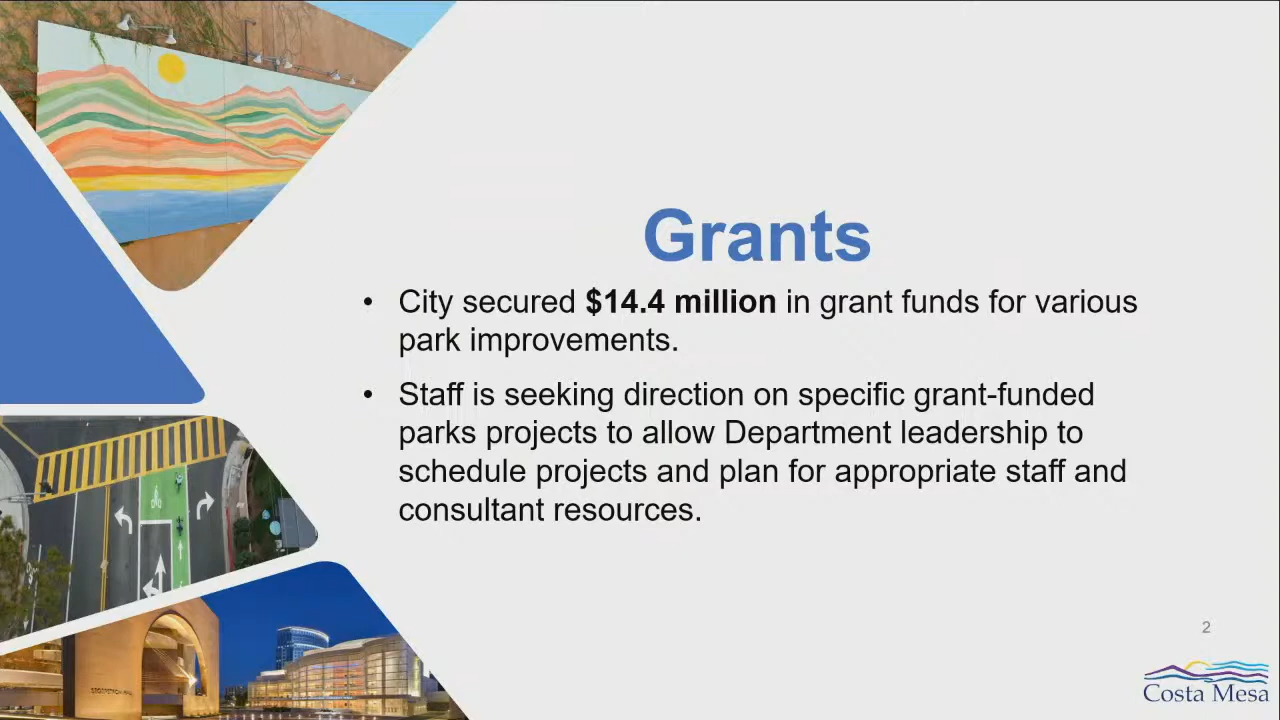 Grants
• City secured $14.4 million in grant funds for various
park improvements.
• Staff is seeking direction on specific grant-funded
parks projects to allow Department leadership to
schedule projects and plan for appropriate staff and
consultant resources.
2
Costa Mesa